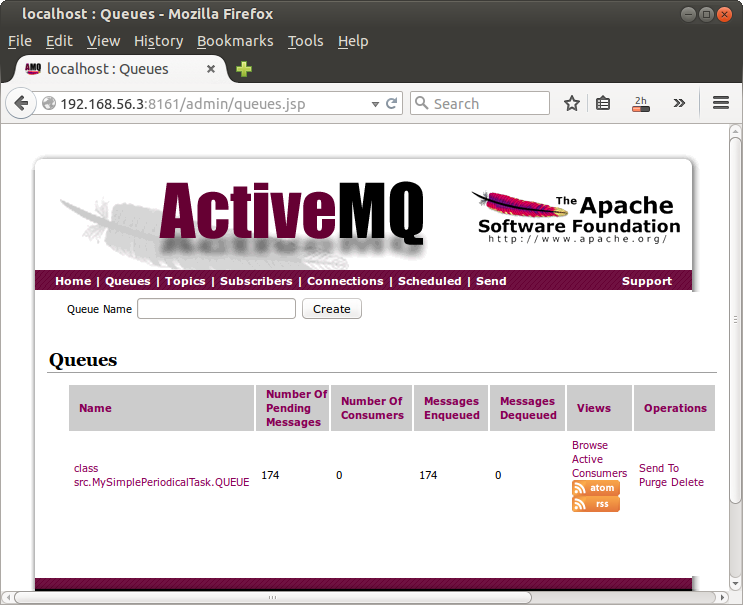 localhost : Queues - Mozilla Firefox
File Edit View History Bookmarks Tools Help
AMQ localhost : Queues
192.168.56.3:8161/admin/queues.jsp Search 2h
ActiveMQ
The Apache
Software Foundation
http://www.apache.org/
Home | Queues | Topics | Subscribers | Connections | Scheduled | Send Support
Queue Name Create
Queues
Name Number Of Pending Messages Number Of Consumers Messages Enqueued Messages Dequeued Views Operations
class
src.MySimplePeriodicalTask.QUEUE 174 0 174 0
Browse
Active
Consumers
atom
rss
Send To
Purge Delete